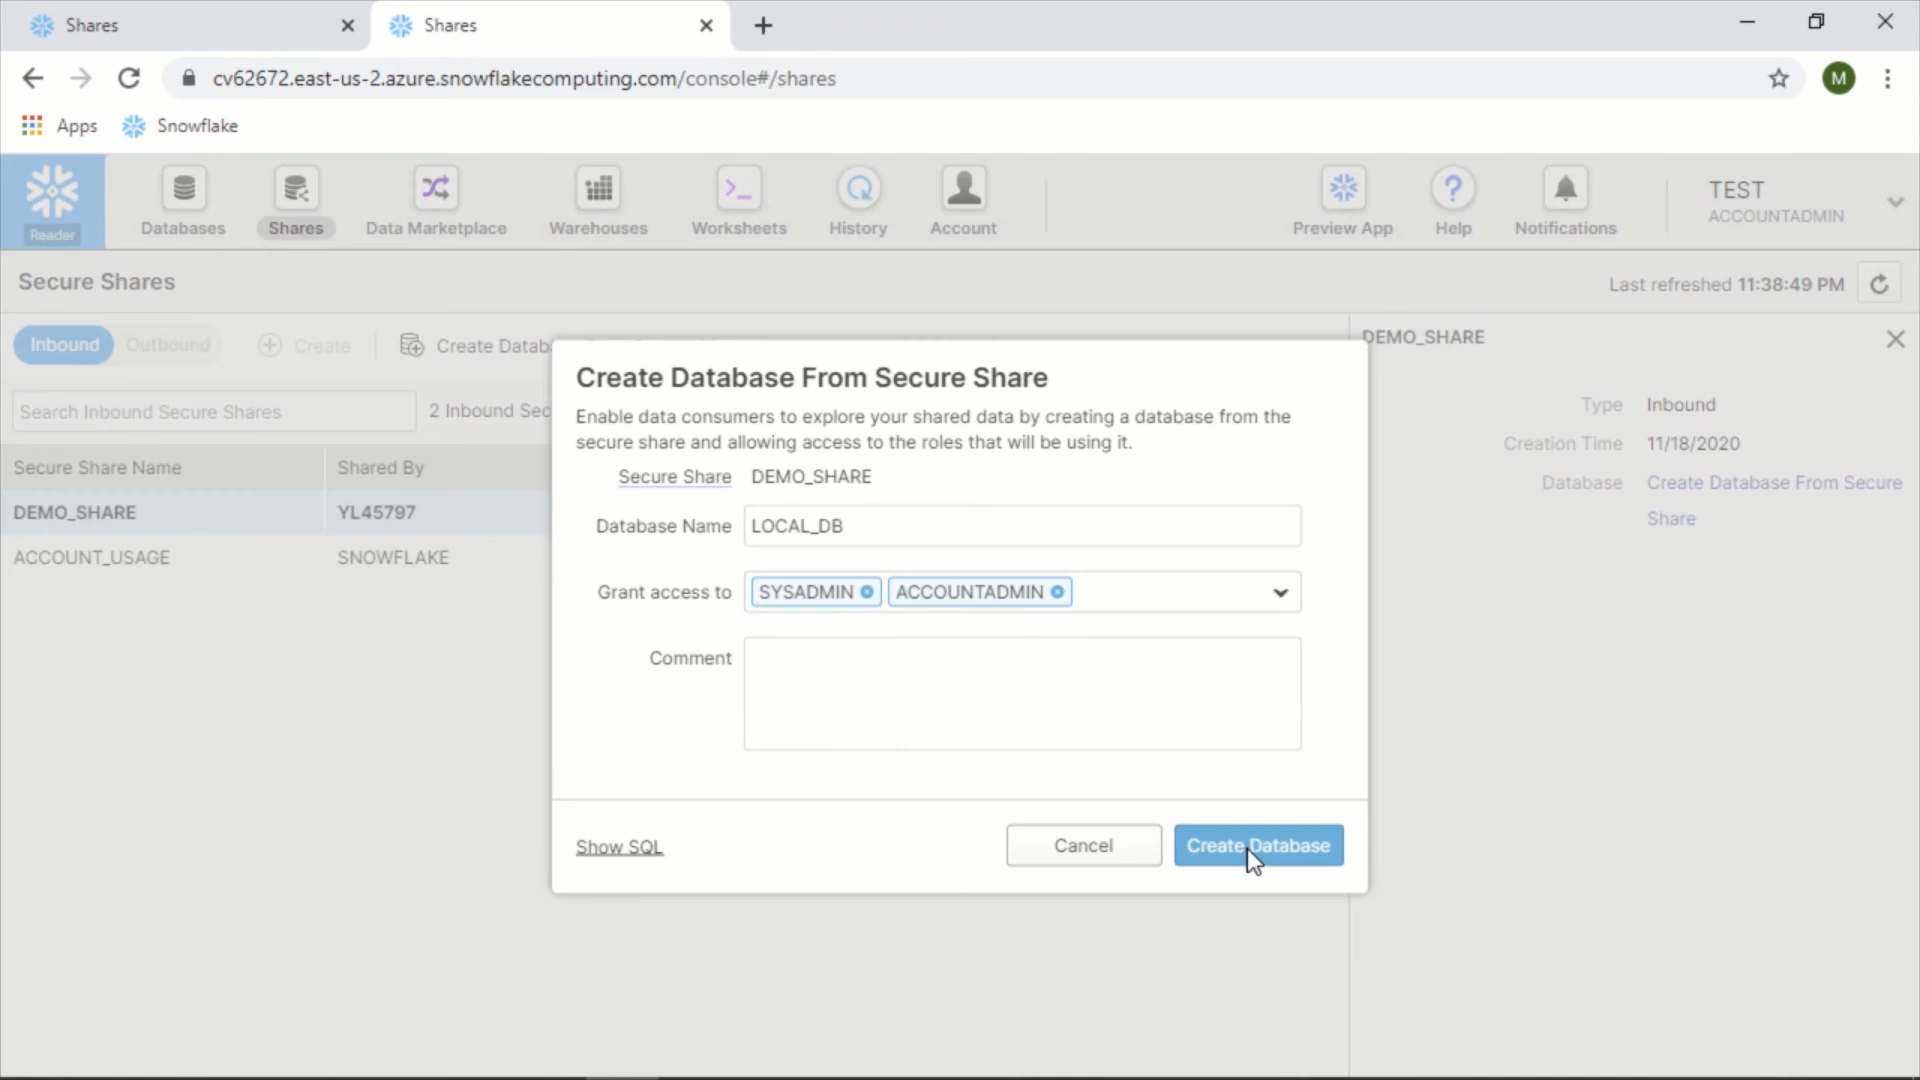 Shares
Shares
cv62672.east-us-2.azure.snowflakecomputing.com/console#/shares
M
Apps
Snowflake
Reader
Databases
Shares
Data Marketplace
Warehouses
Worksheets
History
Account
Preview App
Help
Notifications
TEST
ACCOUNTADMIN
Secure Shares
Last refreshed 11:38:49 PM
Inbound
Outbound
Create
Create Datab
Search Inbound Secure Shares
2 Inbound Sec
Secure Share Name
Shared By
DEMO_SHARE
YL45797
ACCOUNT_USAGE
SNOWFLAKE
Create Database From Secure Share
Enable data consumers to explore your shared data by creating a database from the
secure share and allowing access to the roles that will be using it.
Secure Share DEMO_SHARE
Database Name LOCAL_DB
Grant access to SYSADMIN ACCOUNTADMIN
Comment
Show SQL
Cancel
Create Database
DEMO_SHARE
Type Inbound
Creation Time 11/18/2020
Database Create Database From Secure
Share